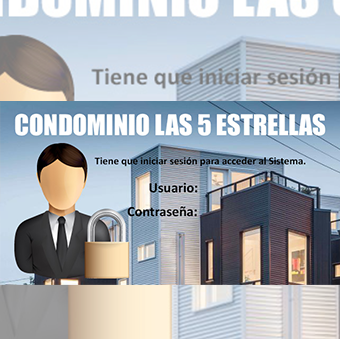 CONDOMINIO LAS
Tiene que iniciar sesión
CONDOMINIO LAS 5 ESTRELLAS
Tiene que iniciar sesión para acceder al Sistema.
Usuario:
Contraseña: